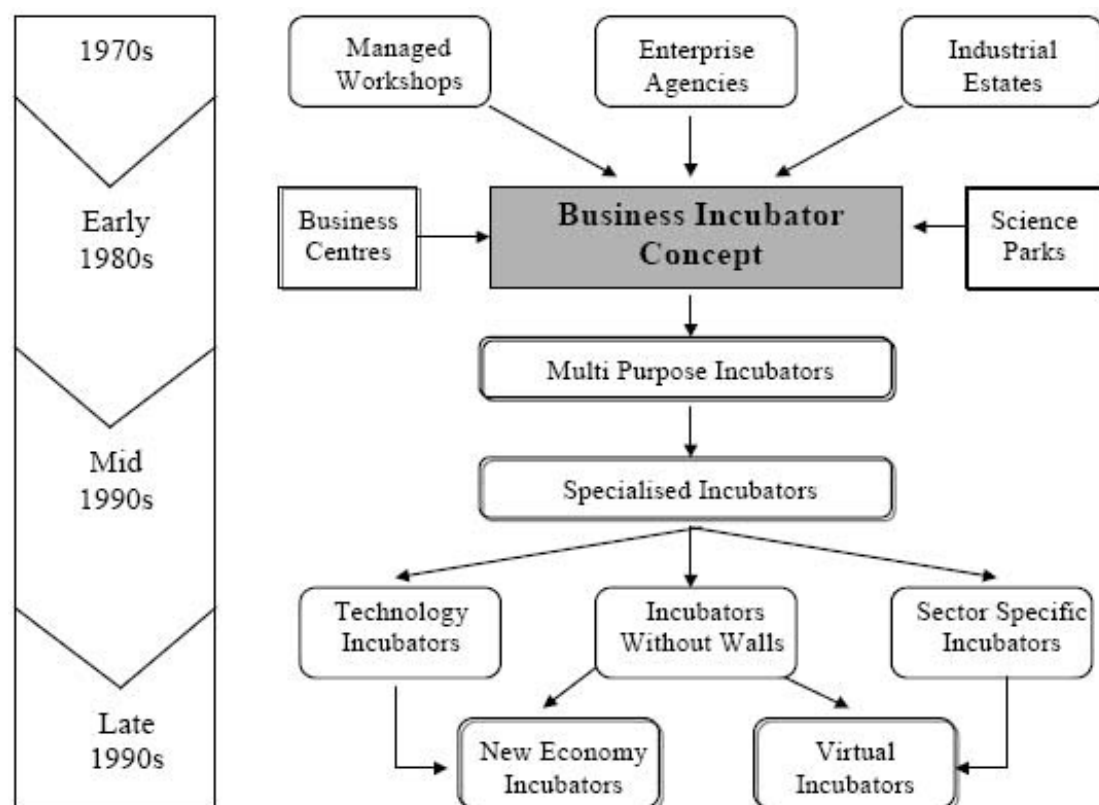 1970s
Managed
Workshops
Enterprise
Agencies
Industrial
Estates
Early
1980s
Business
Centres
Business Incubator
Concept
Science
Parks
Multi Purpose Incubators
Mid
1990s
Specialised Incubators
Technology
Incubators
Incubators
Without Walls
Sector Specific
Incubators
Late
1990s
New Economy
Incubators
Virtual
Incubators